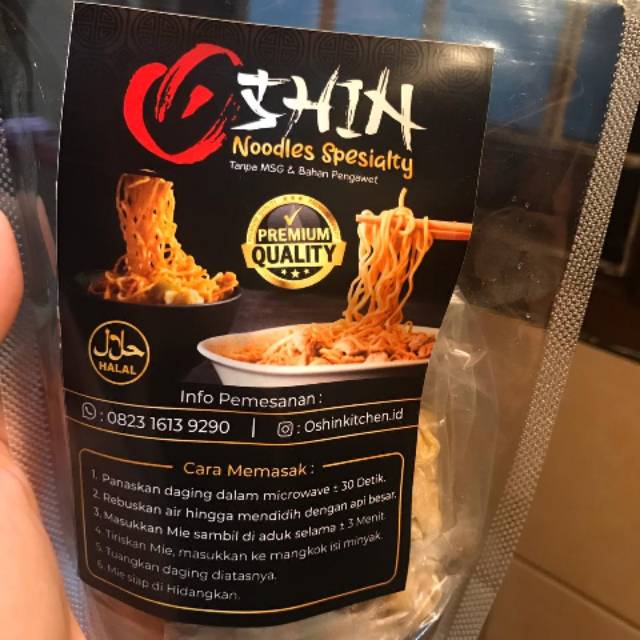 OSHIN
Noodles Spesialty
Tanpa MSG & Bahan Pengawet
PREMIUM
QUALITY
حلال
HALAL
Info Pemesanan :
: 0823 1613 9290 | : Oshinkitchen.id
Cara Memasak :
1. Panaskan daging dalam microwave ± 30 Detik.
2. Rebuskan air hingga mendidih dengan api besar.
3. Masukkan Mie sambil di aduk selama ± 3 Menit.
4. Tiriskan Mie, masukkan ke mangkok isi minyak.
5. Tuangkan daging diatasnya.
6. Mie siap di Hidangkan.